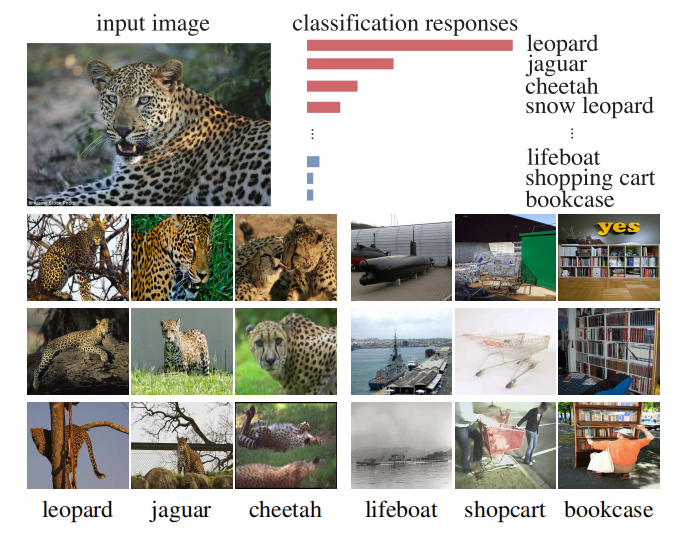 input image
classification responses
leopard
jaguar
cheetah
snow leopard
lifeboat
shopping cart
bookcase
yes
leopard jaguar cheetah lifeboat shopcart bookcase